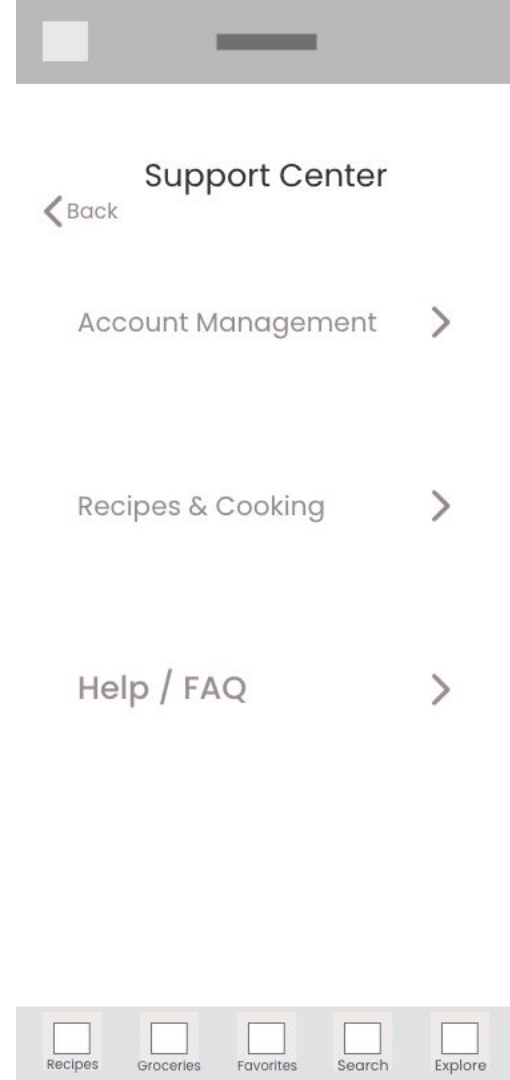 Support Center
Back
Account Management
Recipes & Cooking
Help / FAQ
Recipes
Groceries
Favorites
Search
Explore